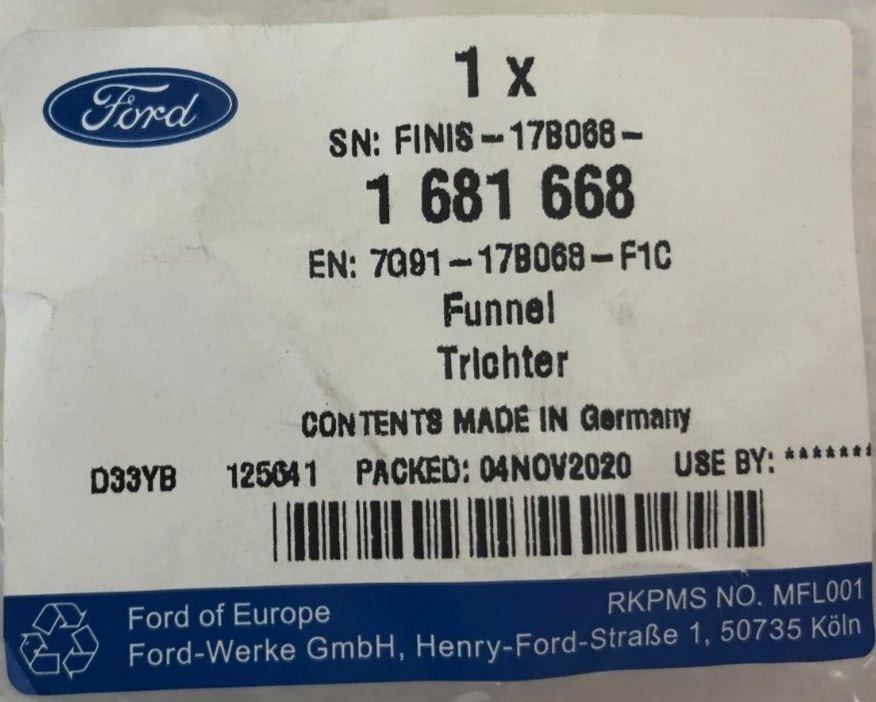 Ford
1 x
SN: FINIS-17B068-
1 681 668
EN: 7G91-17B068-F1C
Funnel
Trichter
CONTENTS MADE IN Germany
D33YB 125641 PACKED: 04NOV2020 USE BY: *******
RKPMS NO. MFL001
Ford of Europe
Ford-Werke GmbH, Henry-Ford-Straße 1, 50735 Köln